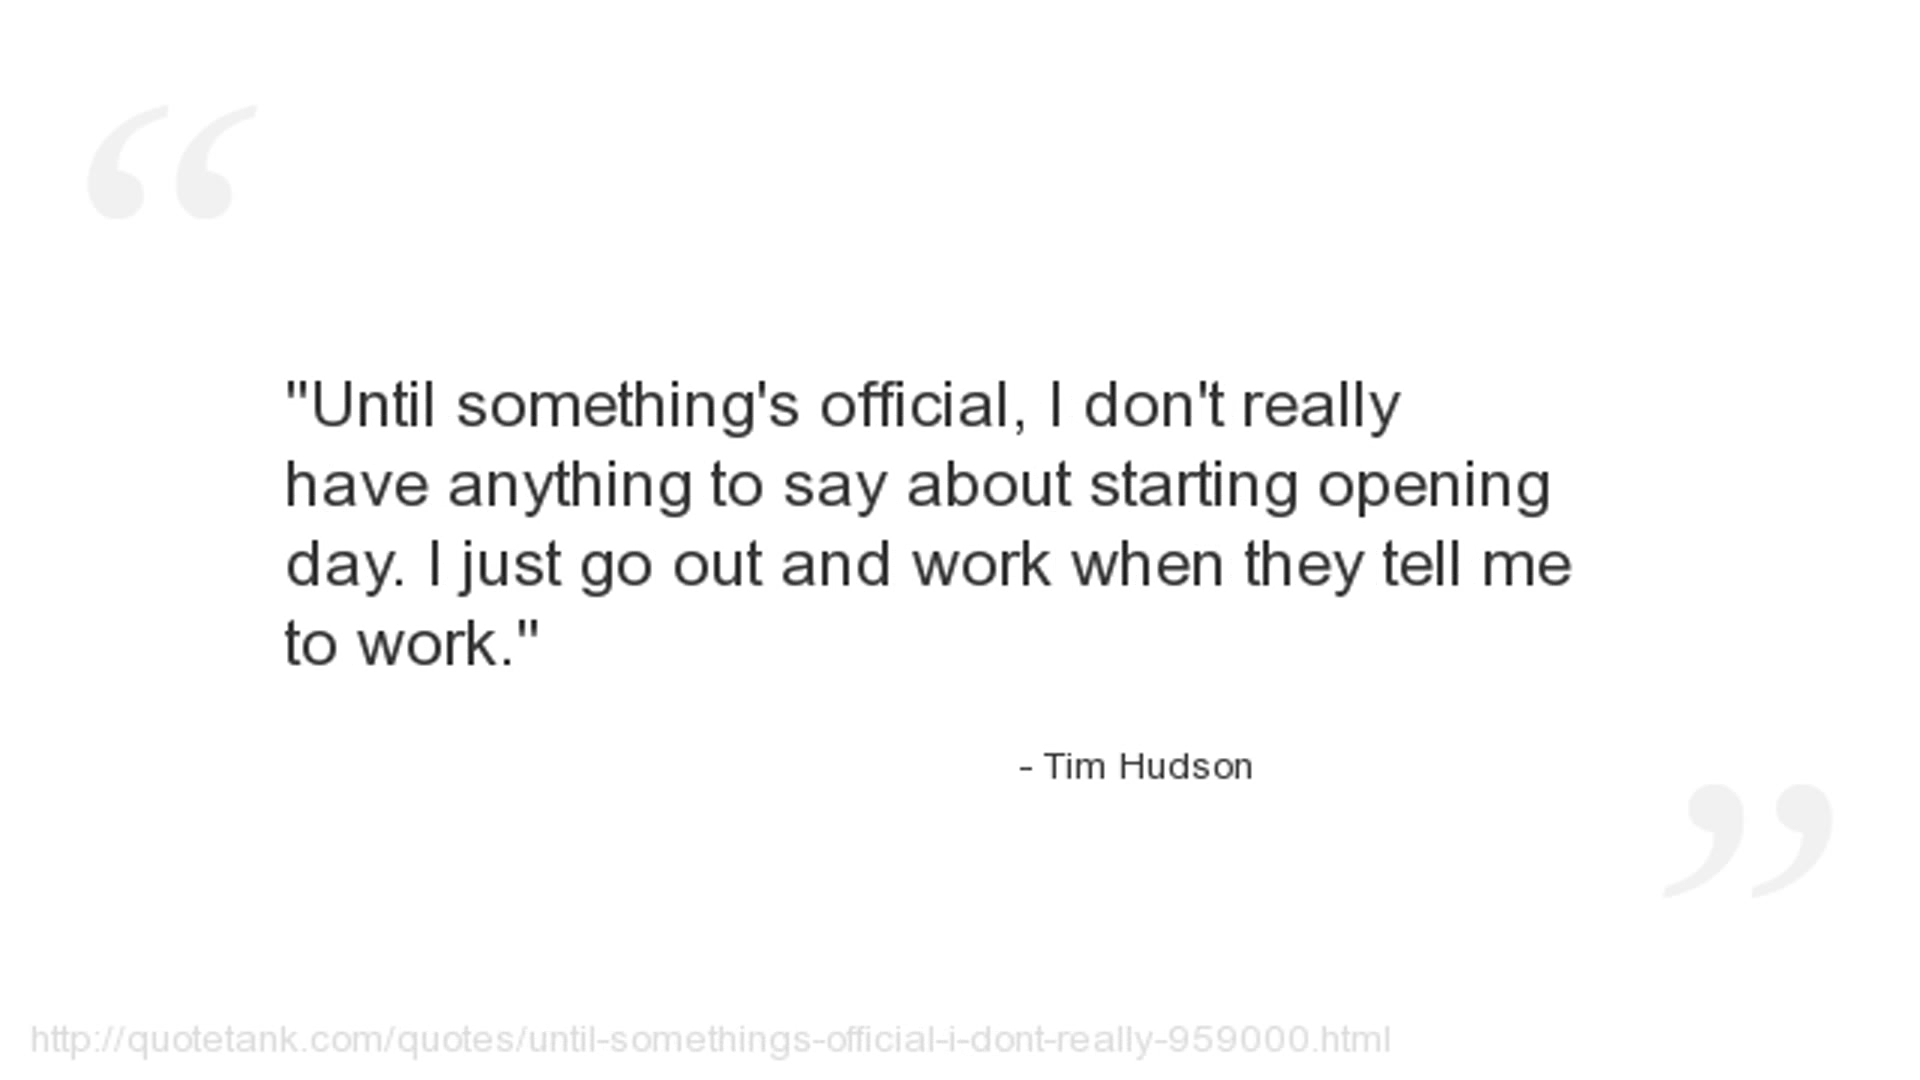 "Until something's official, I don't really
have anything to say about starting opening
day. I just go out and work when they tell me
to work."
- Tim Hudson
http://quotetank.com/quotes/until-somethings-official-i-dont-really-959000.html